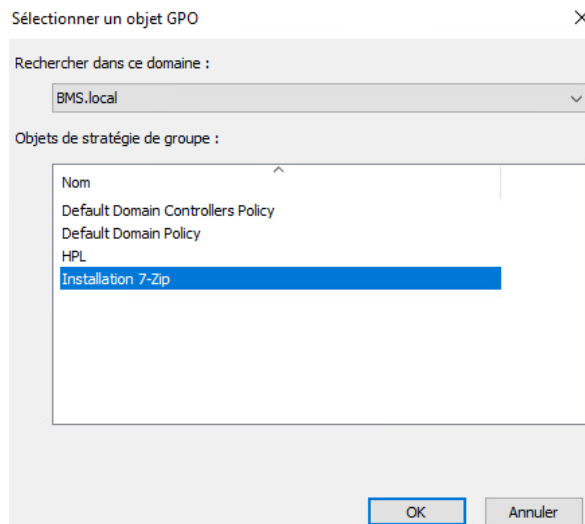 Sélectionner un objet GPO
Rechercher dans ce domaine :
BMS.local
Objets de stratégie de groupe :
Nom
Default Domain Controllers Policy
Default Domain Policy
HPL
Installation 7-Zip
OK
Annuler